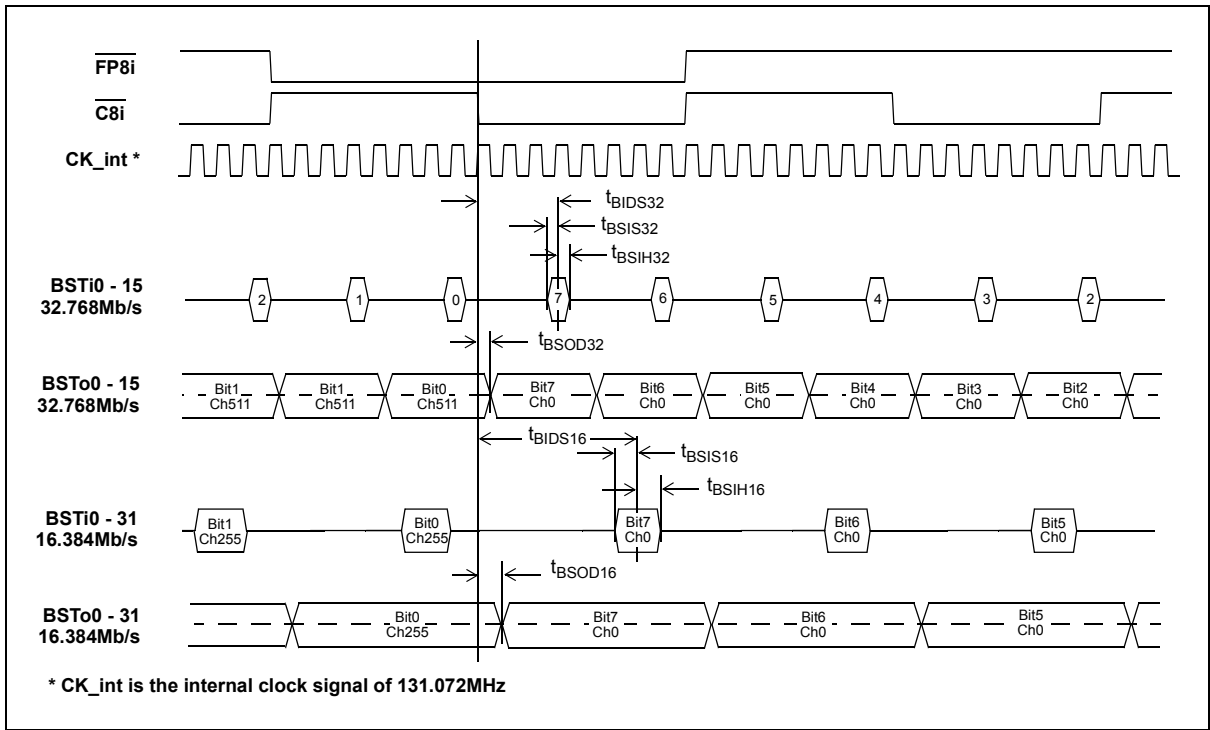 FP8i
C8i
CK_int *
tBIDS32
tBSIS32
tBSIH32
BSTi0 - 15
32.768Mb/s
2
1
0
7
6
5
4
3
2
tBSOD32
BSTo0 - 15
32.768Mb/s
Bit1
Ch511
Bit1
Ch511
Bit0
Ch511
Bit7
Ch0
Bit6
Ch0
Bit5
Ch0
Bit4
Ch0
Bit3
Ch0
Bit2
Ch0
tBIDS16
tBSIS16
tBSIH16
BSTi0 - 31
16.384Mb/s
Bit1
Ch255
Bit0
Ch255
Bit7
Ch0
Bit6
Ch0
Bit5
Ch0
tBSOD16
BSTo0 - 31
16.384Mb/s
Bit0
Ch255
Bit7
Ch0
Bit6
Ch0
Bit5
Ch0
* CK_int is the internal clock signal of 131.072MHz